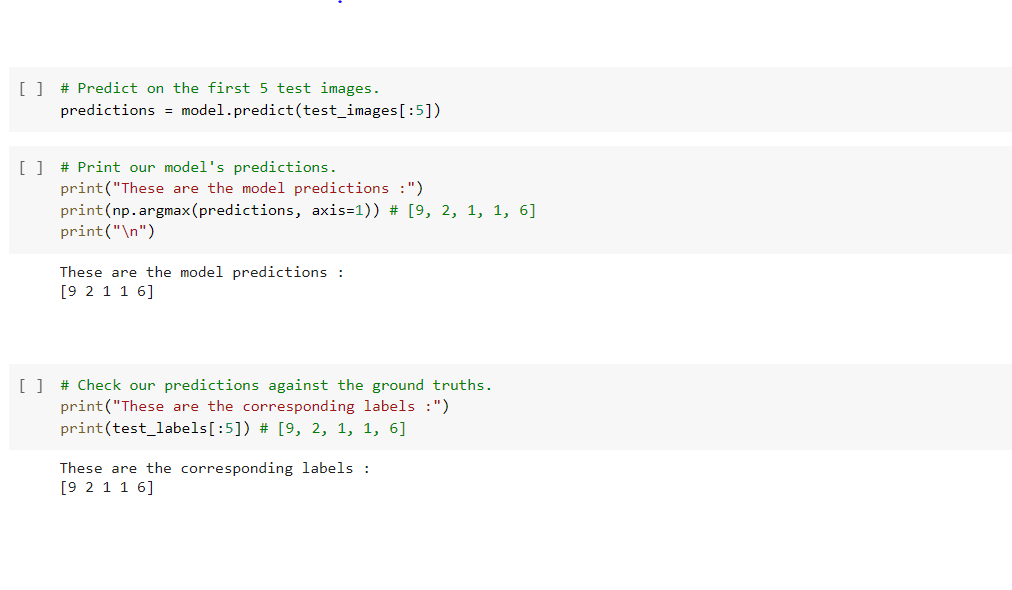 [ ] # Predict on the first 5 test images.
predictions = model.predict(test_images[:5])
[ ] # Print our model's predictions.
print("These are the model predictions :")
print(np.argmax(predictions, axis=1)) # [9, 2, 1, 1, 6]
print("\n")
These are the model predictions :
[9 2 1 1 6]
[ ] # Check our predictions against the ground truths.
print("These are the corresponding labels :")
print(test_labels[:5]) # [9, 2, 1, 1, 6]
These are the corresponding labels :
[9 2 1 1 6]